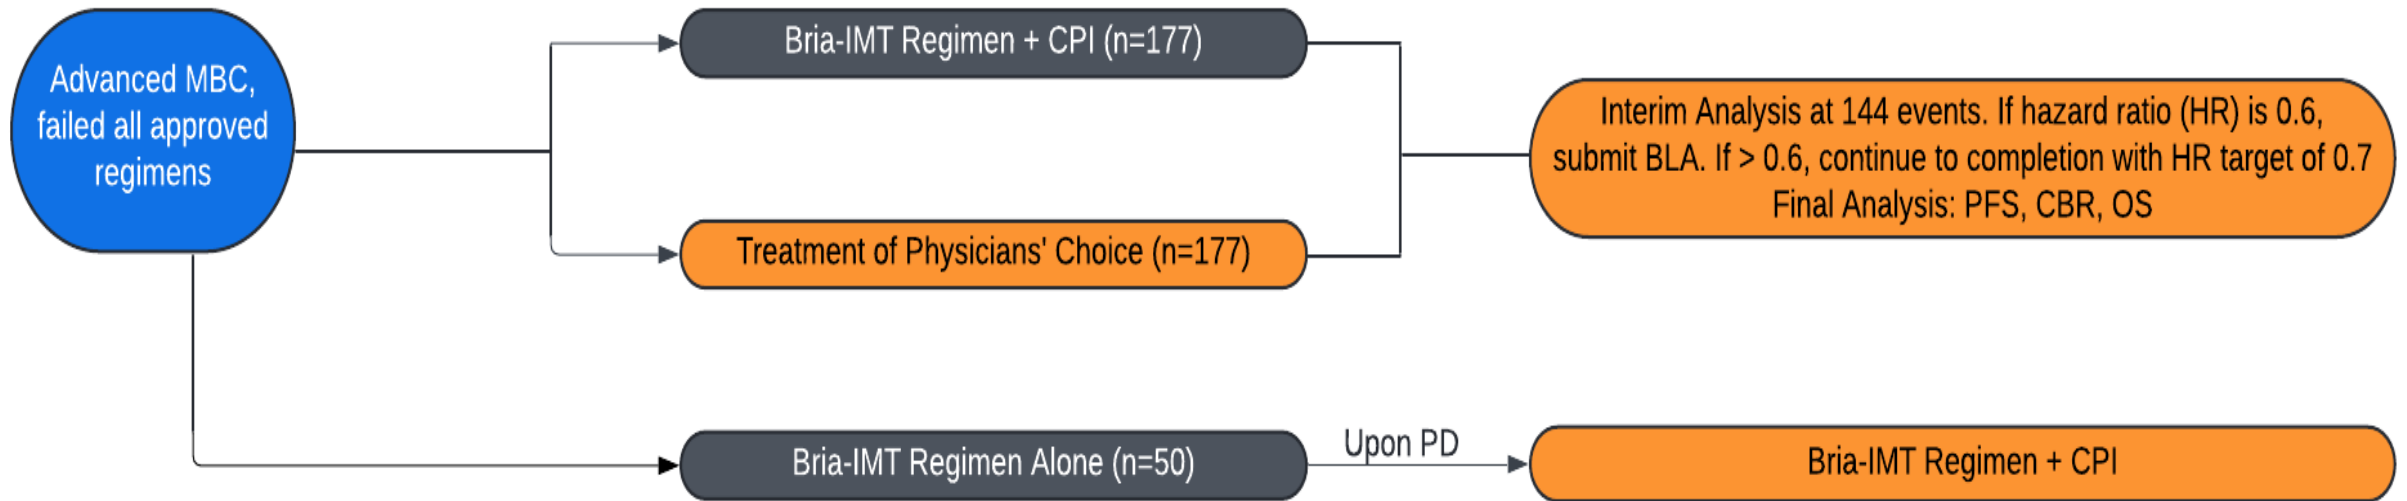 Advanced MBC,
failed all approved
regimens
Bria-IMT Regimen + CPI (n=177)
Treatment of Physicians' Choice (n=177)
Interim Analysis at 144 events. If hazard ratio (HR) is 0.6,
submit BLA. If > 0.6, continue to completion with HR target of 0.7
Final Analysis: PFS, CBR, OS
Bria-IMT Regimen Alone (n=50)
Upon PD
Bria-IMT Regimen + CPI